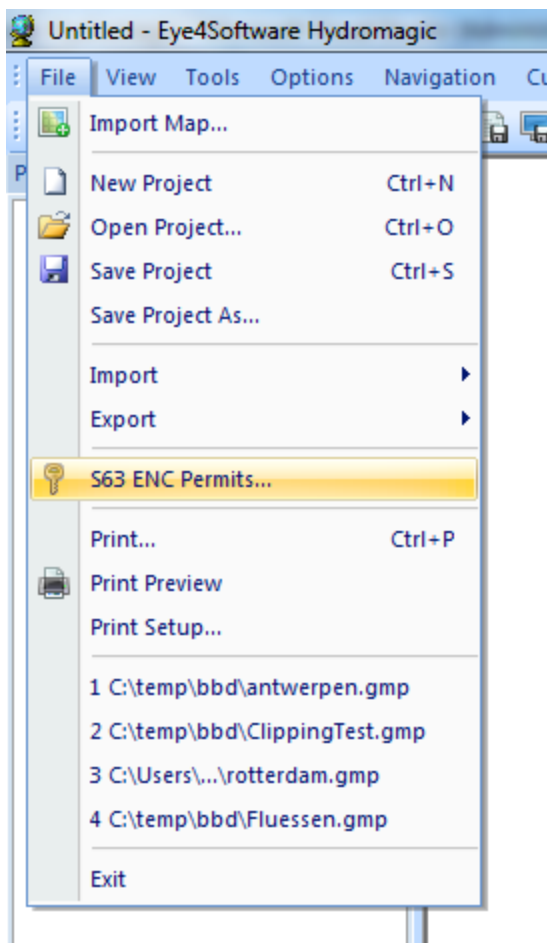 Untitled - Eye4Software Hydromagic
File View Tools Options Navigation
Import Map...
New Project Ctrl+N
Open Project... Ctrl+O
Save Project Ctrl+S
Save Project As...
Import
Export
S63 ENC Permits...
Print... Ctrl+P
Print Preview
Print Setup...
1 C:\temp\bbd\antwerpen.gmp
2 C:\temp\bbd\ClippingTest.gmp
3 C:\Users\...\rotterdam.gmp
4 C:\temp\bbd\Fluessen.gmp
Exit